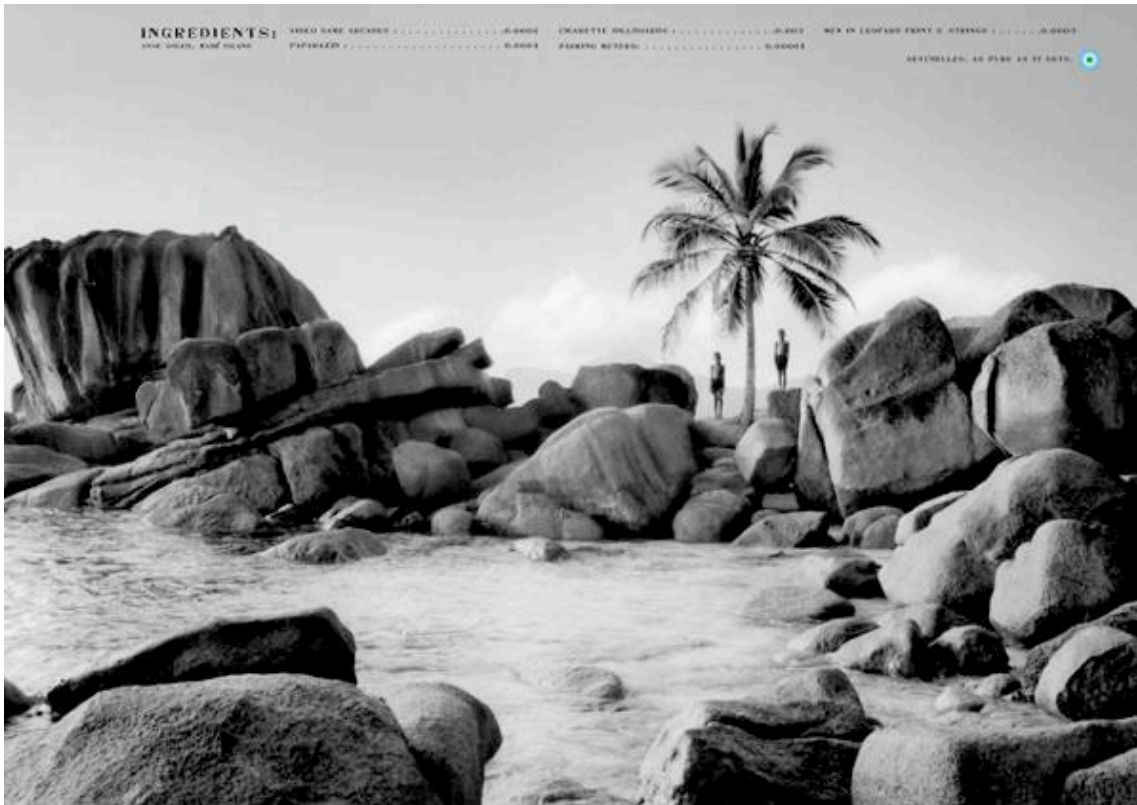 INGREDIENTS:
ANSE SOLEIL, MAHÉ ISLAND
VIDEO GAME ARCADES . . . . . . . . . . . . . . . . . . . .0.0000
PAPARAZZI . . . . . . . . . . . . . . . . . . . . . . . . . . . 0.0000
CIGARETTE BILLBOARDS : . . . . . . . . . . . . . . . . . .0.000
PARKING METERS: . . . . . . . . . . . . . . . . . . 0.00000
MEN IN LEOPARD PRINT G STRINGS : . . . . . . .0.0000
SEYCHELLES. AS PURE AS IT GETS.